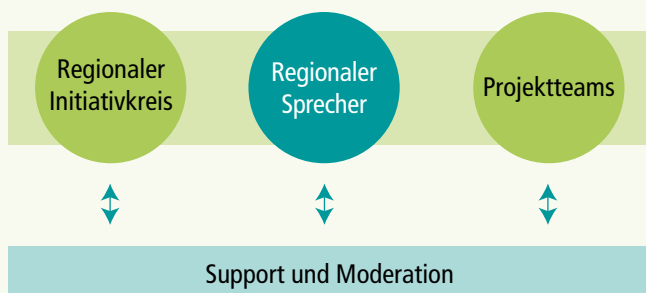 Regionaler
Initiativkreis
Regionaler
Sprecher
Projektteams
Support und Moderation